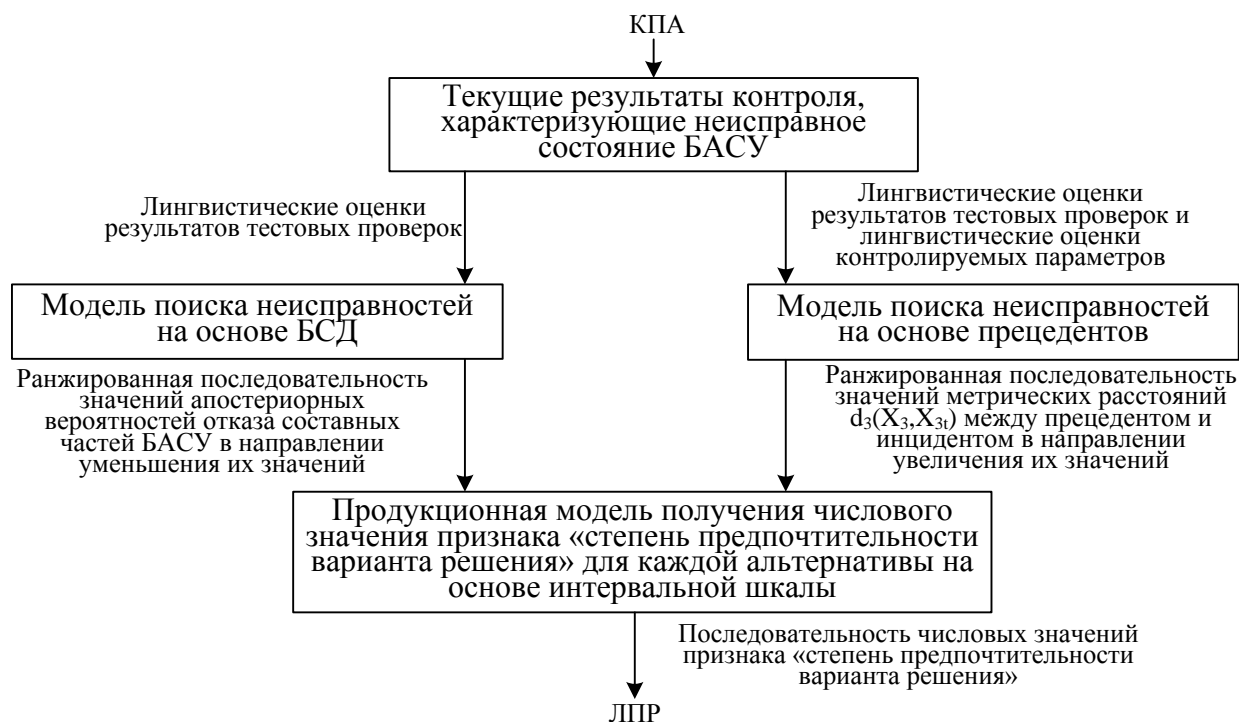 КПА
Текущие результаты контроля,
характеризующие неисправное
состояние БАСУ
Лингвистические оценки
результатов тестовых проверок
Лингвистические оценки
результатов тестовых проверок и
лингвистические оценки
контролируемых параметров
Модель поиска неисправностей
на основе БСД
Модель поиска неисправностей
на основе прецедентов
Ранжированная последовательность
значений апостериорных
вероятностей отказа составных
частей БАСУ в направлении
уменьшения их значений
Ранжированная последовательность
значений метрических расстояний
d₃(X₃,X₃ₜ) между прецедентом и
инцидентом в направлении
увеличения их значений
Продукционная модель получения числового
значения признака «степень предпочтительности
варианта решения» для каждой альтернативы на
основе интервальной шкалы
Последовательность числовых значений
признака «степень предпочтительности
варианта решения»
ЛПР